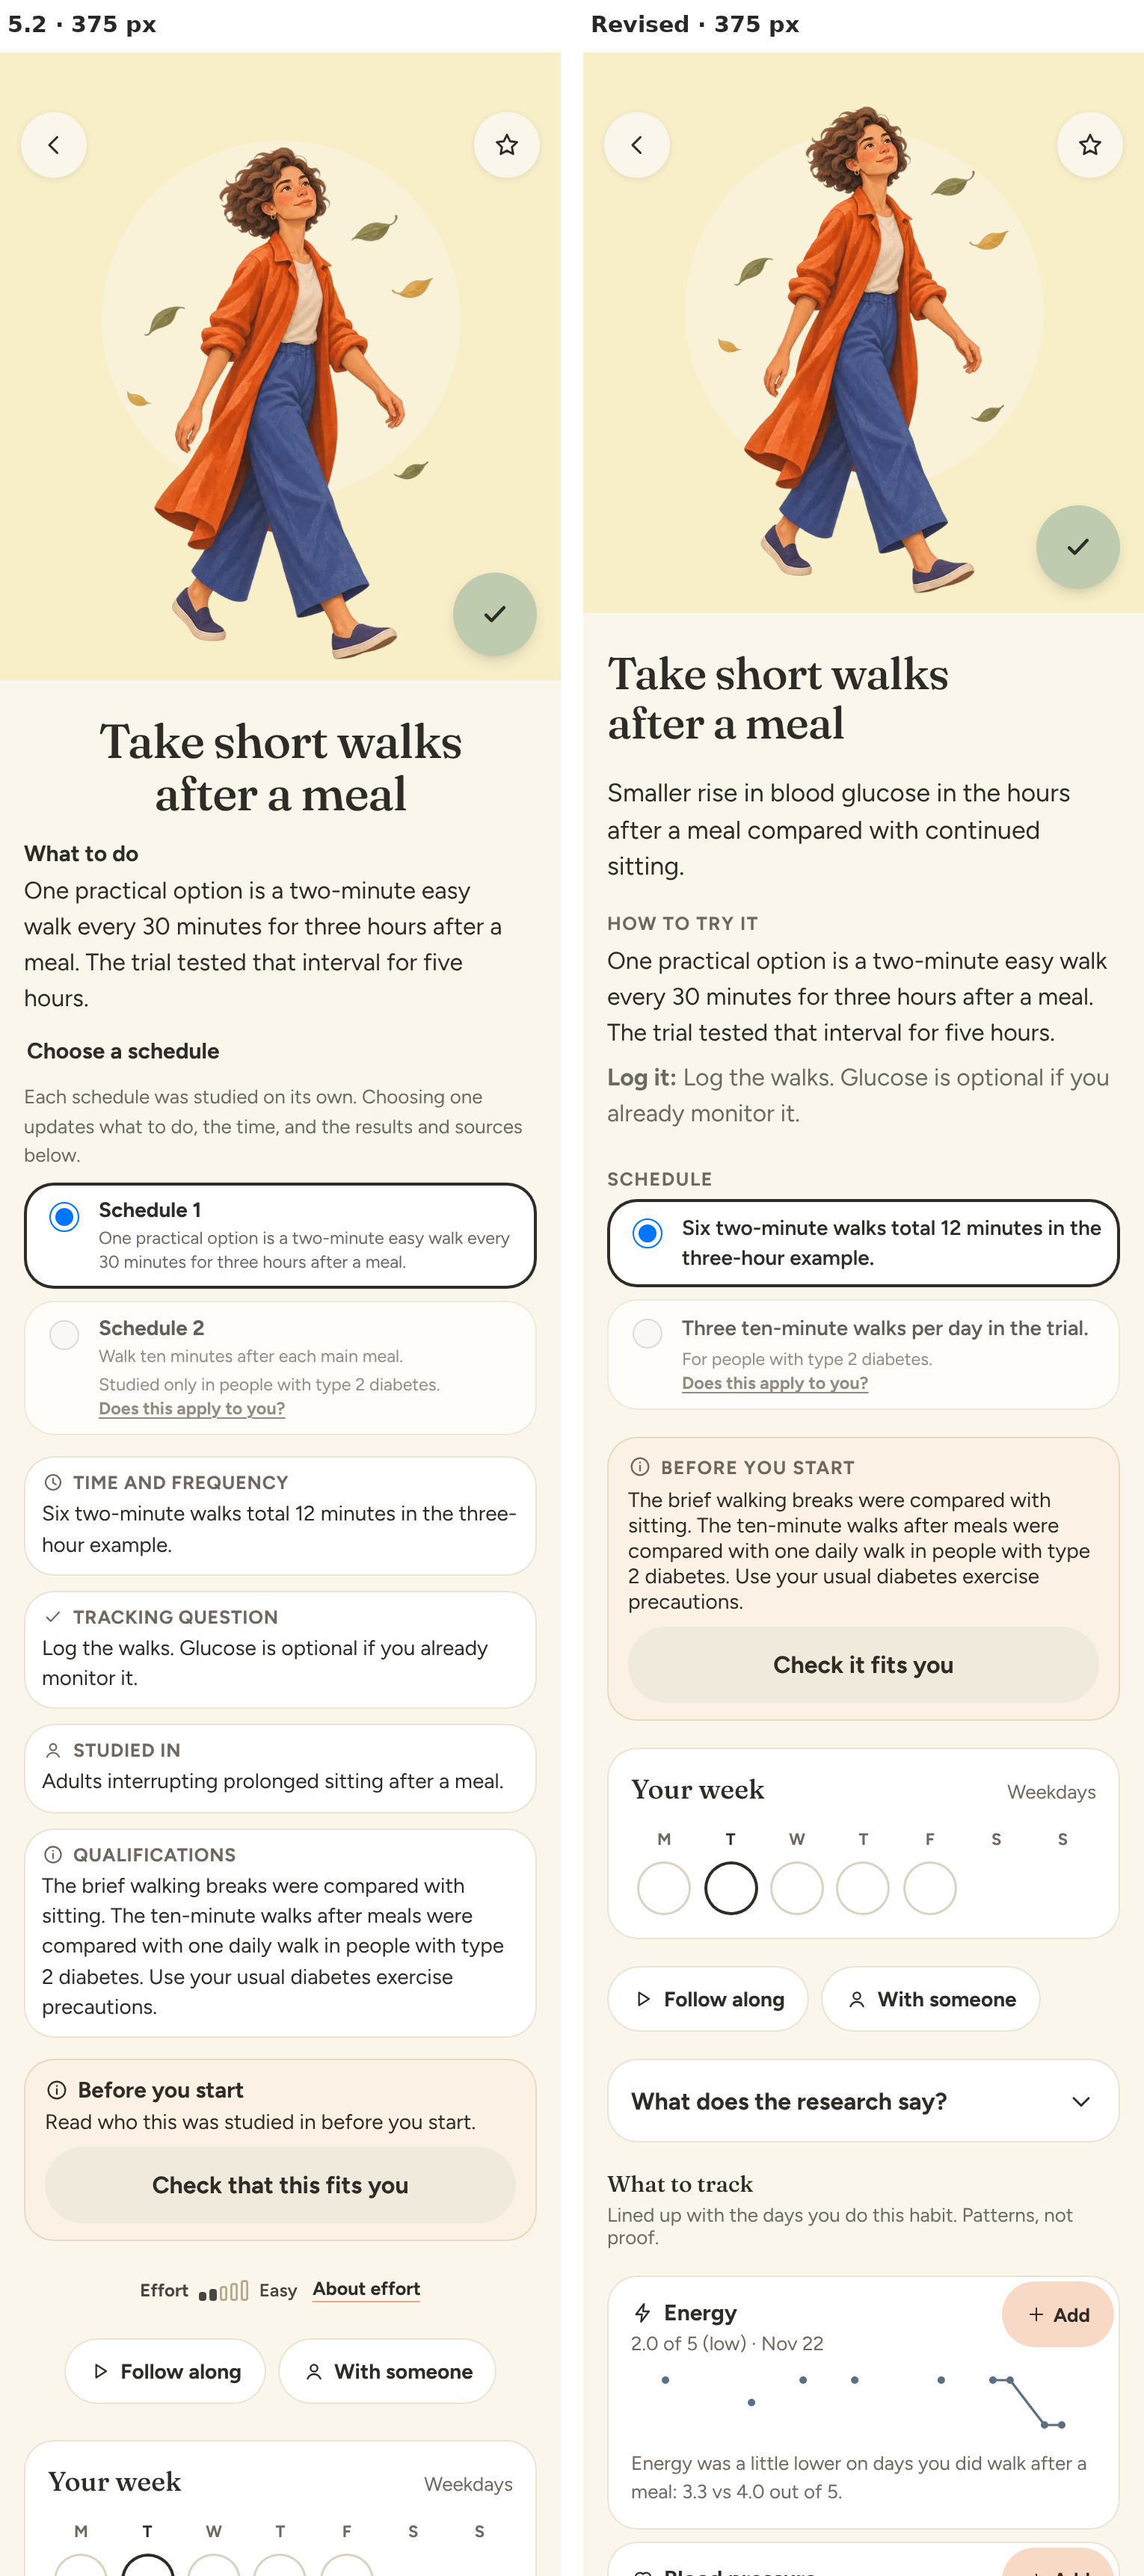 5.2 · 375 px
Take short walks
after a meal
What to do
One practical option is a two-minute easy
walk every 30 minutes for three hours after a
meal. The trial tested that interval for five
hours.
Choose a schedule
Each schedule was studied on its own. Choosing one
updates what to do, the time, and the results and sources
below.
Schedule 1
One practical option is a two-minute easy walk every
30 minutes for three hours after a meal.
Schedule 2
Walk ten minutes after each main meal.
Studied only in people with type 2 diabetes.
Does this apply to you?
TIME AND FREQUENCY
Six two-minute walks total 12 minutes in the three-
hour example.
TRACKING QUESTION
Log the walks. Glucose is optional if you already
monitor it.
STUDIED IN
Adults interrupting prolonged sitting after a meal.
QUALIFICATIONS
The brief walking breaks were compared with
sitting. The ten-minute walks after meals were
compared with one daily walk in people with type
2 diabetes. Use your usual diabetes exercise
precautions.
Before you start
Read who this was studied in before you start.
Check that this fits you
Effort Easy About effort
Follow along With someone
Your week Weekdays
M T W T F S S
Revised · 375 px
Take short walks
after a meal
Smaller rise in blood glucose in the hours
after a meal compared with continued
sitting.
HOW TO TRY IT
One practical option is a two-minute easy walk
every 30 minutes for three hours after a meal.
The trial tested that interval for five hours.
Log it: Log the walks. Glucose is optional if you
already monitor it.
SCHEDULE
Six two-minute walks total 12 minutes in the
three-hour example.
Three ten-minute walks per day in the trial.
For people with type 2 diabetes.
Does this apply to you?
BEFORE YOU START
The brief walking breaks were compared with
sitting. The ten-minute walks after meals were
compared with one daily walk in people with type
2 diabetes. Use your usual diabetes exercise
precautions.
Check it fits you
Your week Weekdays
M T W T F S S
Follow along With someone
What does the research say?
What to track
Lined up with the days you do this habit. Patterns, not
proof.
Energy + Add
2.0 of 5 (low) · Nov 22
Energy was a little lower on days you did walk after a
meal: 3.3 vs 4.0 out of 5.